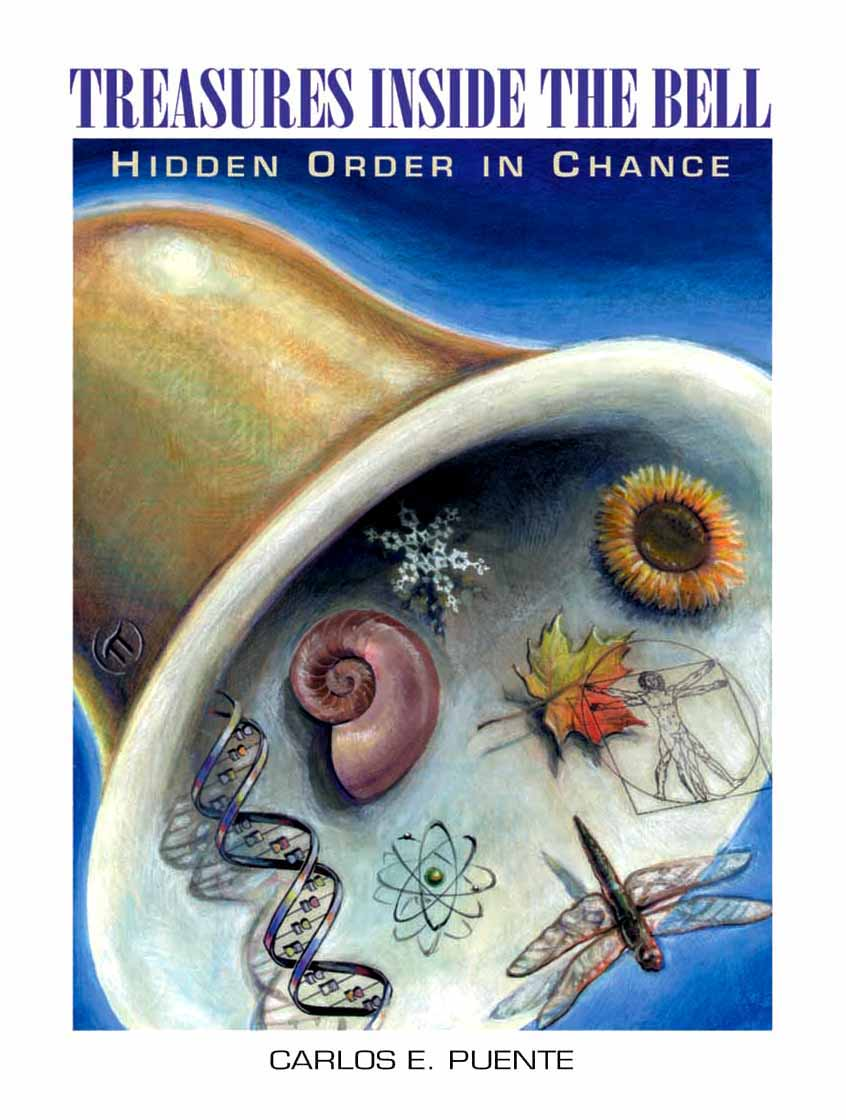 TREASURES INSIDE THE BELL
HIDDEN ORDER IN CHANCE
π
CARLOS E. PUENTE